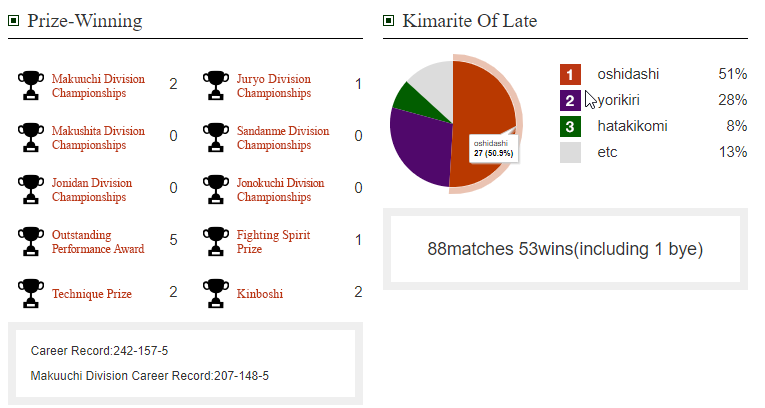 Prize-Winning
Makuuchi Division
Championships
2
Juryo Division
Championships
1
Makushita Division
Championships
0
Sandanme Division
Championships
0
Jonidan Division
Championships
0
Jonokuchi Division
Championships
0
Outstanding
Performance Award
5
Fighting Spirit
Prize
1
Technique Prize
2
Kinboshi
2
Career Record:242-157-5
Makuuchi Division Career Record:207-148-5
Kimarite Of Late
oshidashi
27 (50.9%)
1 oshidashi 51%
2 yorikiri 28%
3 hatakikomi 8%
etc 13%
88matches 53wins(including 1 bye)